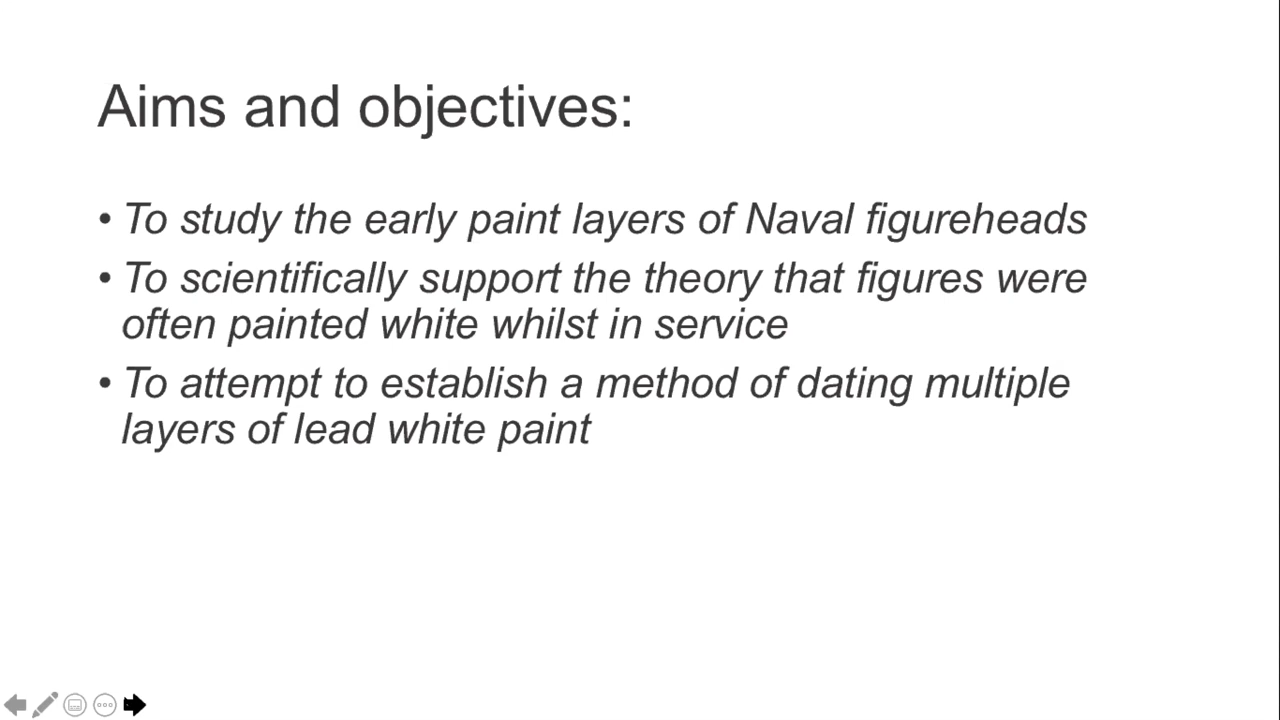 Aims and objectives:
• To study the early paint layers of Naval figureheads
• To scientifically support the theory that figures were
often painted white whilst in service
• To attempt to establish a method of dating multiple
layers of lead white paint